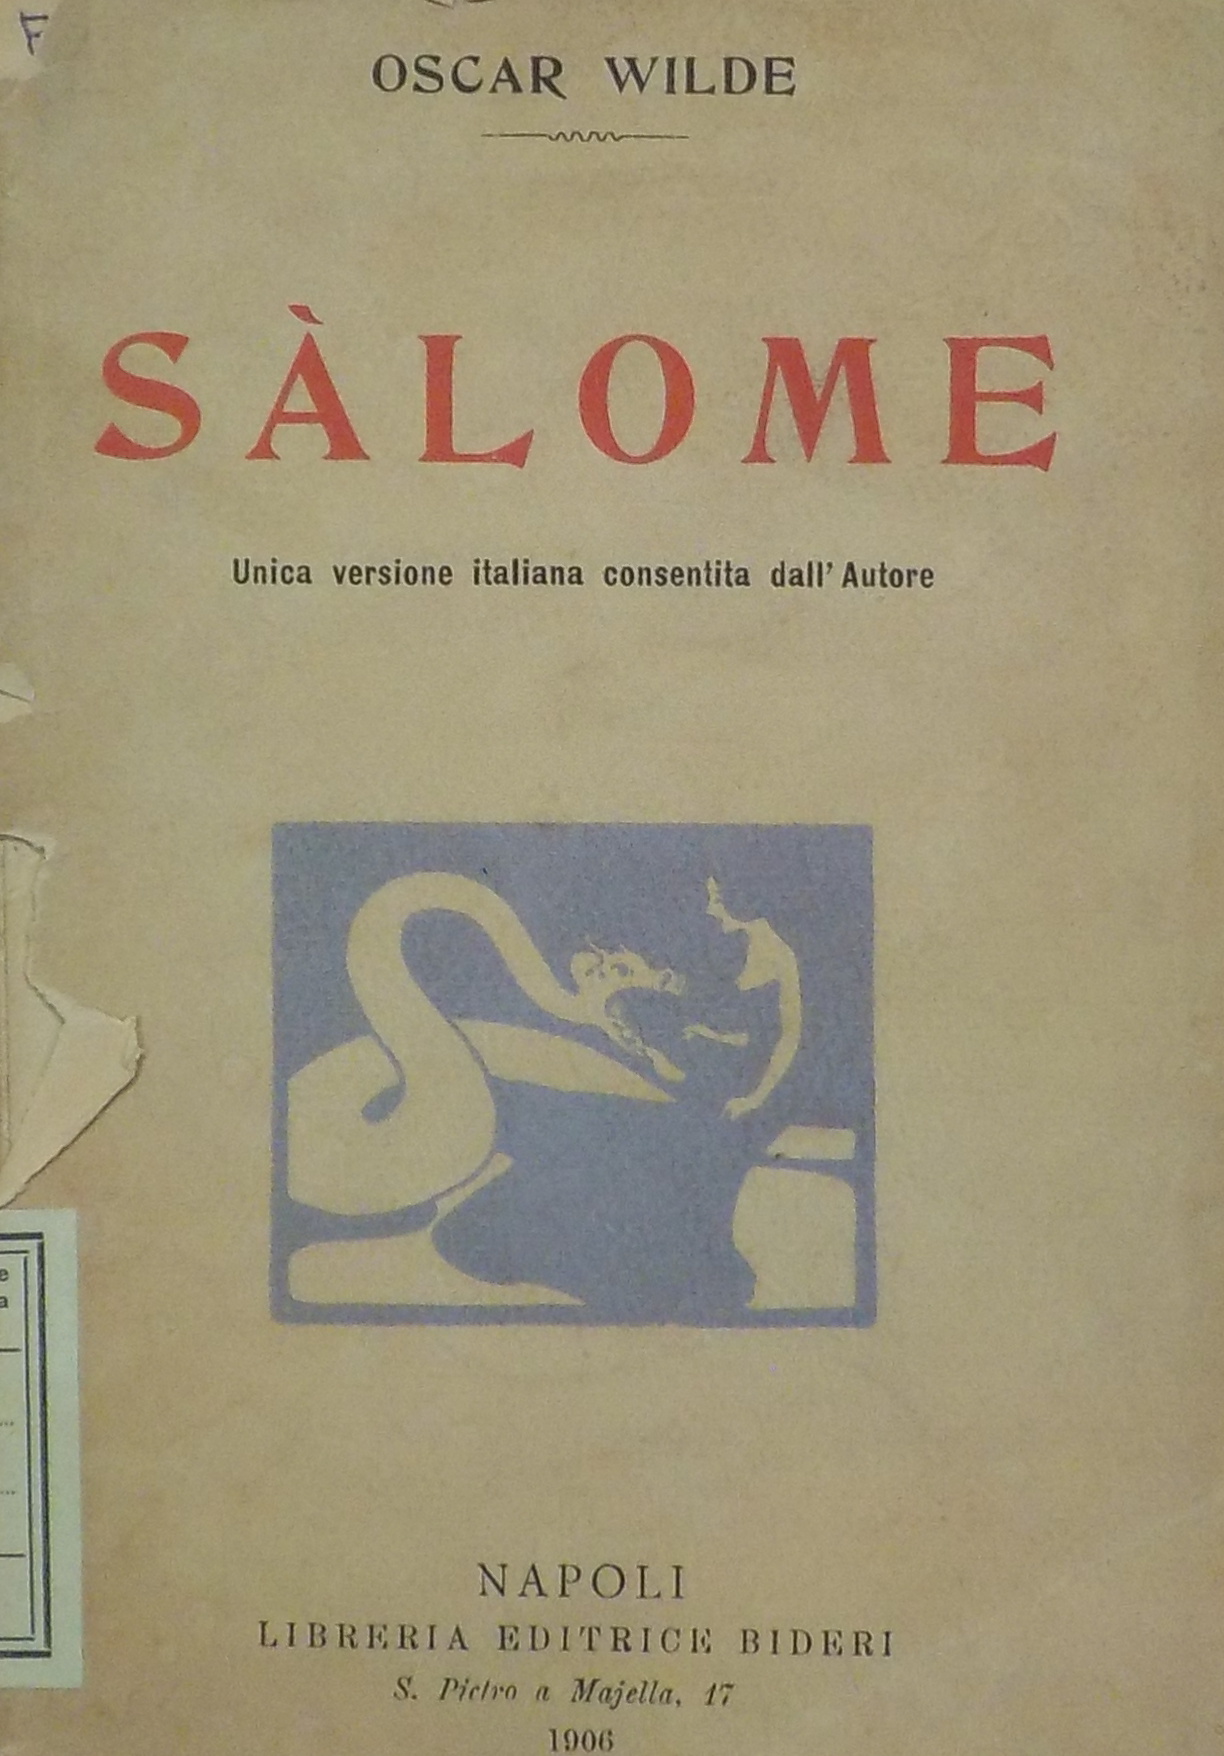 F
OSCAR WILDE
SÀLOME
Unica versione italiana consentita dall' Autore
e
a
NAPOLI
LIBRERIA EDITRICE BIDERI
S. Pietro a Majella, 17
1906